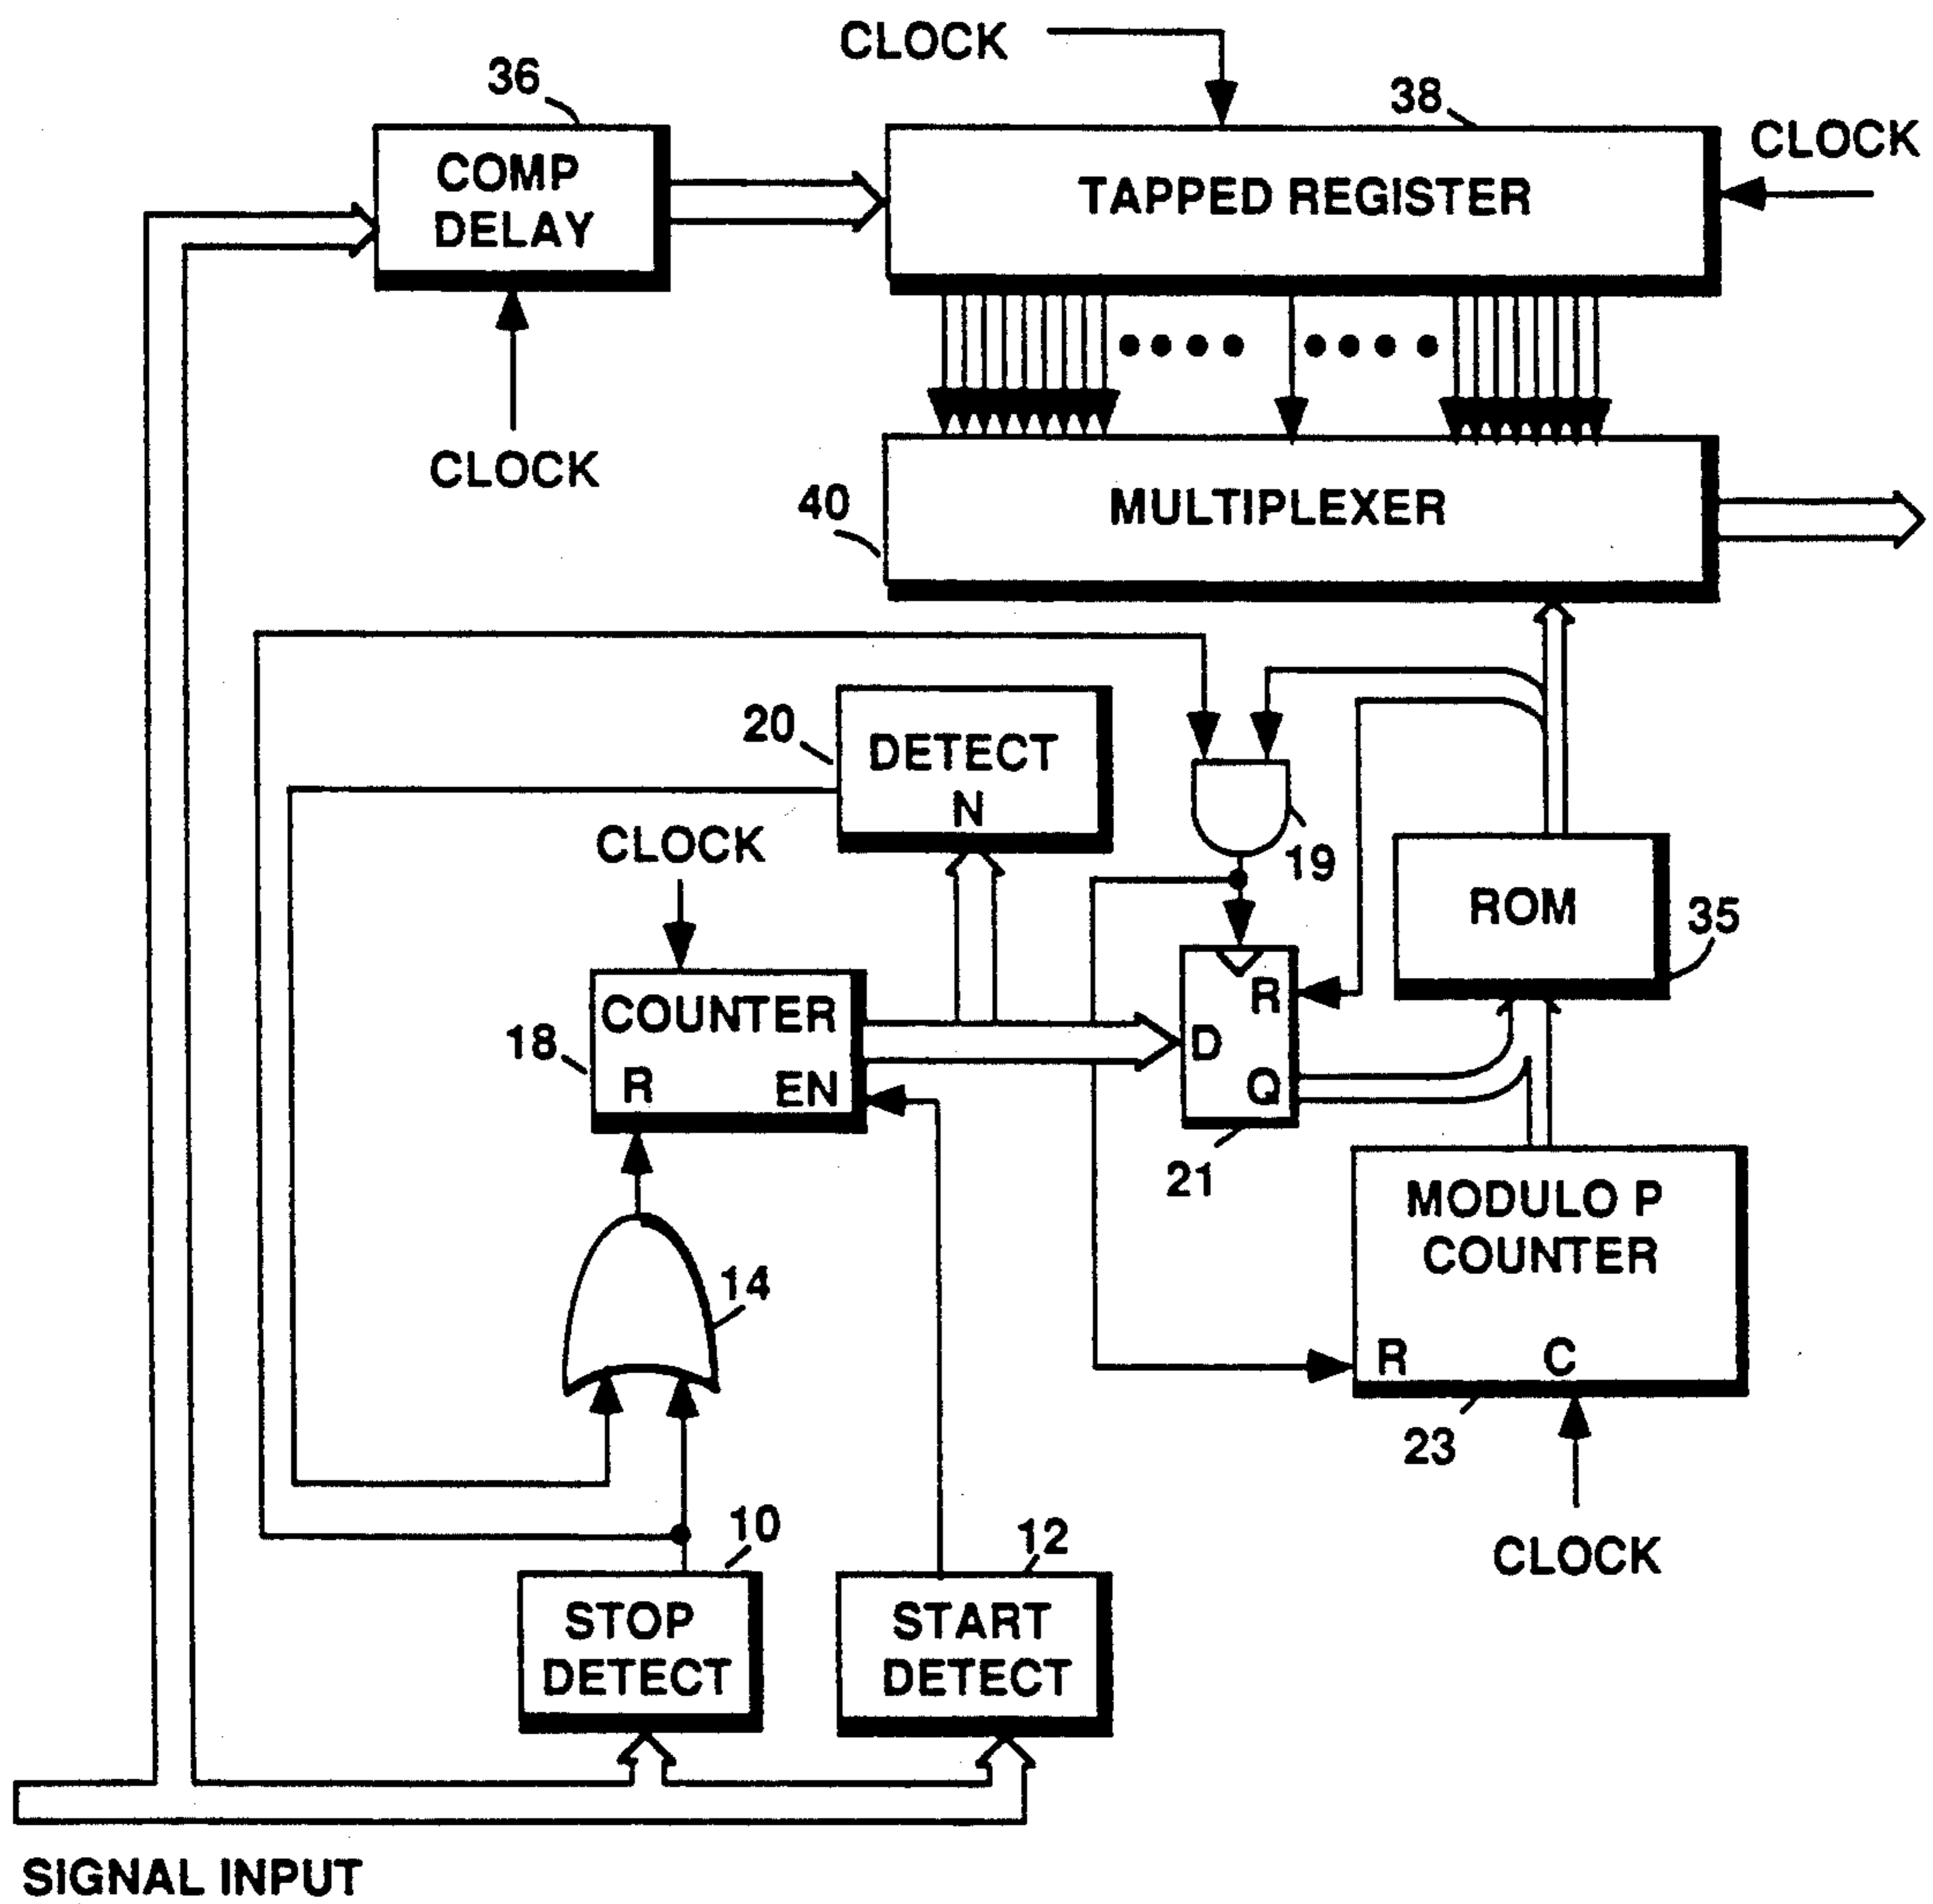 CLOCK
36
38
CLOCK
COMP
DELAY
TAPPED REGISTER
CLOCK
40
MULTIPLEXER
20
DETECT
N
CLOCK
19
ROM
35
COUNTER
18
R EN
R
D
Q
21
MODULO P
COUNTER
14
R C
23
10
12
CLOCK
STOP
DETECT
START
DETECT
SIGNAL INPUT